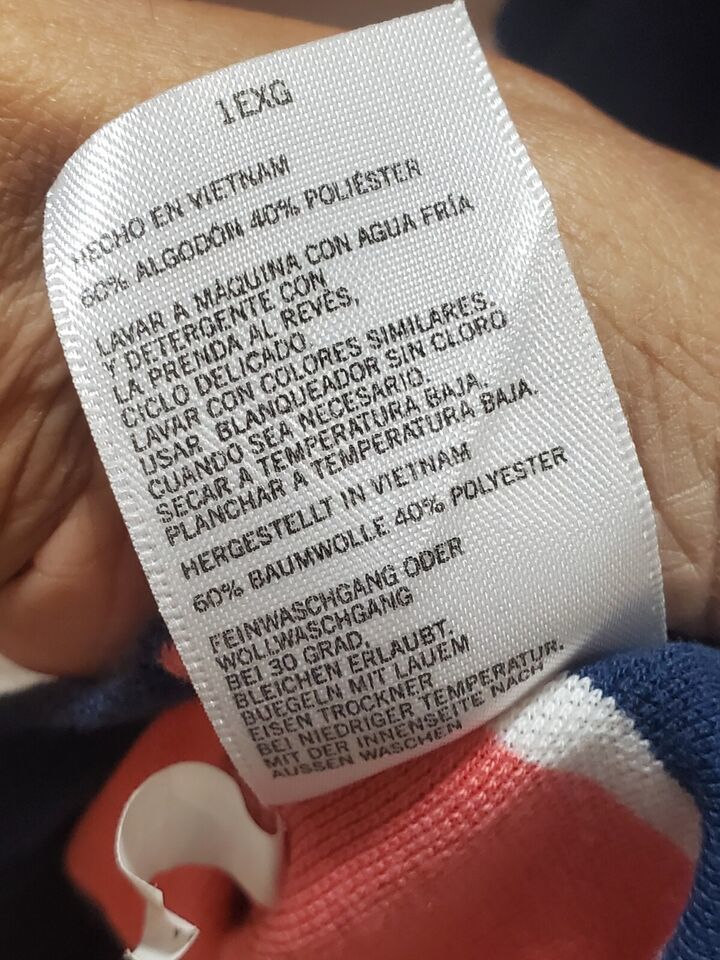 1EXG
HECHO EN VIETNAM
60% ALGODÓN 40% POLIÉSTER
LAVAR A MÁQUINA CON AGUA FRÍA
Y DETERGENTE CON
LA PRENDA AL REVÉS,
CICLO DELICADO.
LAVAR CON COLORES SIMILARES.
USAR BLANQUEADOR SIN CLORO
CUANDO SEA NECESARIO.
SECAR A TEMPERATURA BAJA.
PLANCHAR A TEMPERATURA BAJA.
HERGESTELLT IN VIETNAM
60% BAUMWOLLE 40% POLYESTER
FEINWASCHGANG ODER
WOLLWASCHGANG
BEI 30 GRAD,
BLEICHEN ERLAUBT,
BUEGELN MIT LAUEM
EISEN TROCKNER
BEI NIEDRIGER TEMPERATUR.
MIT DER INNENSEITE NACH
AUSSEN WASCHEN